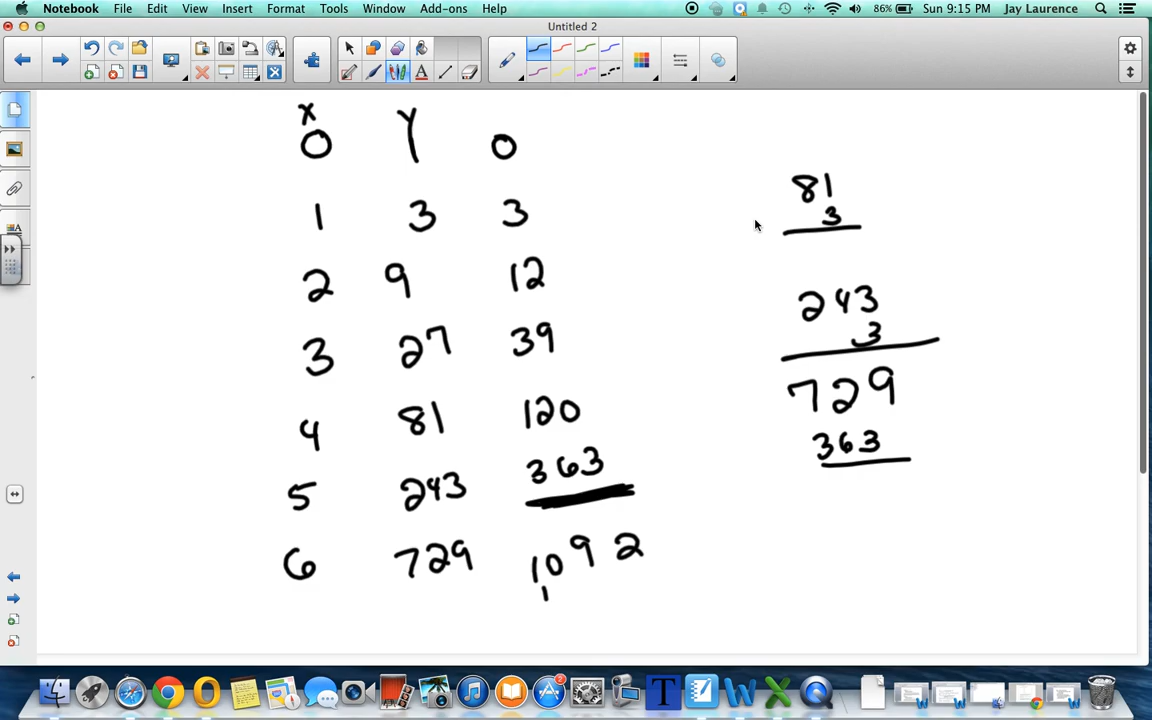 Notebook File Edit View Insert Format Tools Window Add-ons Help 86% Sun 9:15 PM Jay Laurence
Untitled 2
x y
0 0
1 3 3
2 9 12
3 27 39
4 81 120
5 243 363
6 729 1092
1
81
3
243
3
729
363